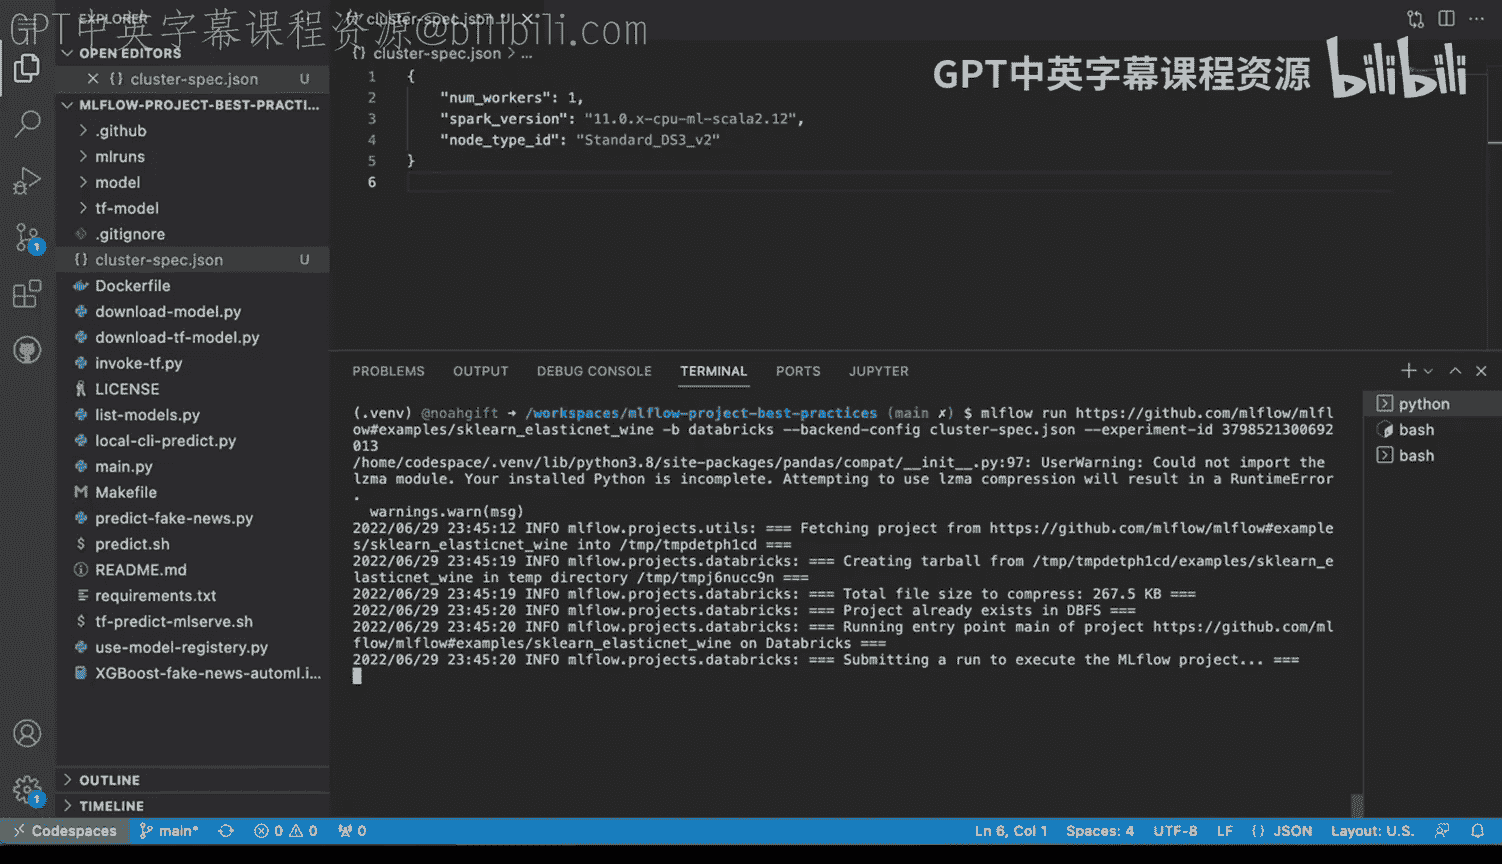 GPT中英字幕课程资源@bilibili.com
GPT中英字幕课程资源 bilibili
EXPLORER
OPEN EDITORS
{} cluster-spec.json U
MLFLOW-PROJECT-BEST-PRACTI...
.github
mlruns
model
tf-model
.gitignore
{} cluster-spec.json U
Dockerfile
download-model.py
download-tf-model.py
invoke-tf.py
LICENSE
list-models.py
local-cli-predict.py
main.py
Makefile
predict-fake-news.py
$ predict.sh
README.md
requirements.txt
$ tf-predict-mlserve.sh
use-model-registery.py
XGBoost-fake-news-automl.i...
OUTLINE
TIMELINE
cluster-spec.json U
{} cluster-spec.json > ...
1 {
2 "num_workers": 1,
3 "spark_version": "11.0.x-cpu-ml-scala2.12",
4 "node_type_id": "Standard_DS3_v2"
5 }
6
PROBLEMS OUTPUT DEBUG CONSOLE TERMINAL PORTS JUPYTER
(.venv) @noahgift → /workspaces/mlflow-project-best-practices (main ✗) $ mlflow run https://github.com/mlflow/mlfl
ow#examples/sklearn_elasticnet_wine -b databricks --backend-config cluster-spec.json --experiment-id 3798521300692
013
/home/codespace/.venv/lib/python3.8/site-packages/pandas/compat/__init__.py:97: UserWarning: Could not import the
lzma module. Your installed Python is incomplete. Attempting to use lzma compression will result in a RuntimeError
.
warnings.warn(msg)
2022/06/29 23:45:12 INFO mlflow.projects.utils: === Fetching project from https://github.com/mlflow/mlflow#example
s/sklearn_elasticnet_wine into /tmp/tmpdetph1cd ===
2022/06/29 23:45:19 INFO mlflow.projects.databricks: === Creating tarball from /tmp/tmpdetph1cd/examples/sklearn_e
lasticnet_wine in temp directory /tmp/tmpj6nucc9n ===
2022/06/29 23:45:19 INFO mlflow.projects.databricks: === Total file size to compress: 267.5 KB ===
2022/06/29 23:45:20 INFO mlflow.projects.databricks: === Project already exists in DBFS ===
2022/06/29 23:45:20 INFO mlflow.projects.databricks: === Running entry point main of project https://github.com/ml
flow/mlflow#examples/sklearn_elasticnet_wine on Databricks ===
2022/06/29 23:45:20 INFO mlflow.projects.databricks: === Submitting a run to execute the MLflow project... ===
python
bash
bash
1
1
Codespaces main* 0 0 0 Ln 6, Col 1 Spaces: 4 UTF-8 LF {} JSON Layout: U.S.